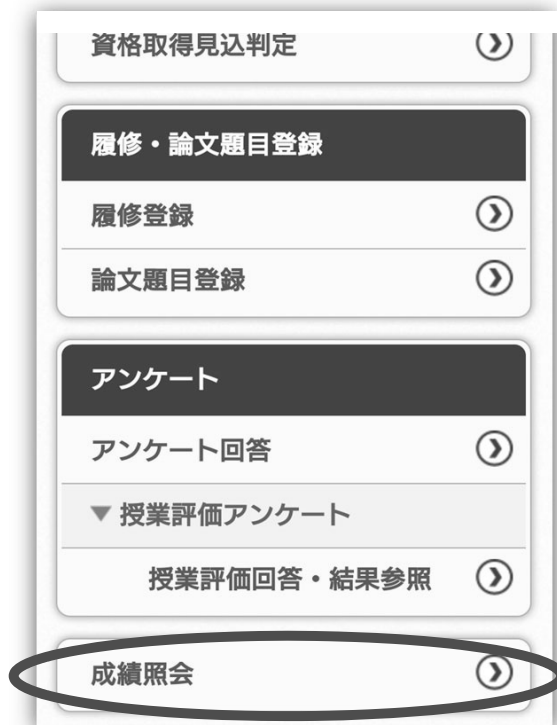 資格取得見込判定
履修・論文題目登録
履修登録
論文題目登録
アンケート
アンケート回答
▼ 授業評価アンケート
授業評価回答・結果参照
成績照会